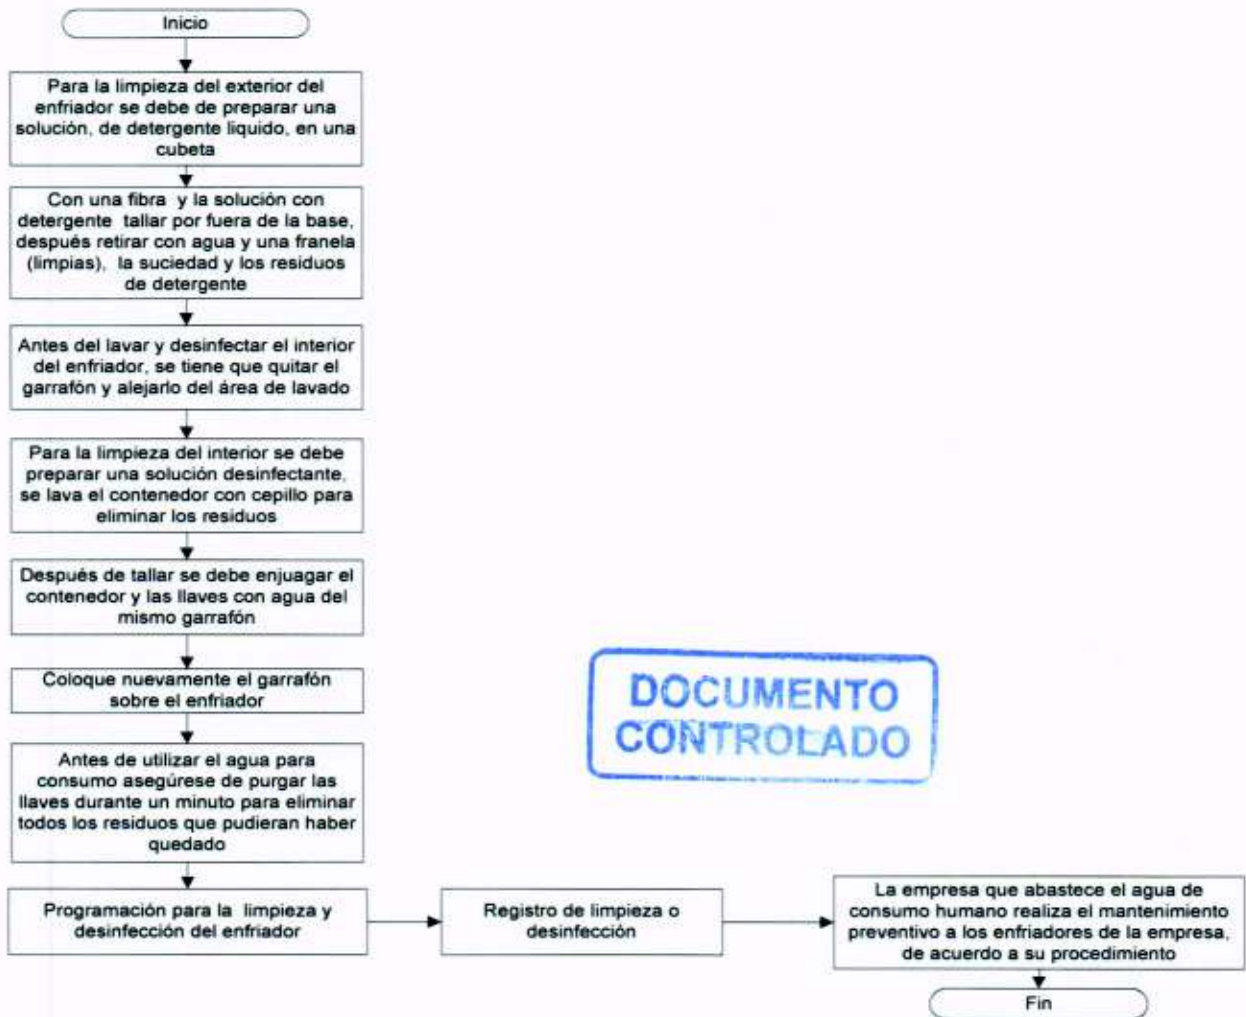 Inicio
Para la limpieza del exterior del
enfriador se debe de preparar una
solución, de detergente liquido, en una
cubeta
Con una fibra y la solución con
detergente tallar por fuera de la base,
después retirar con agua y una franela
(limpias), la suciedad y los residuos
de detergente
Antes del lavar y desinfectar el interior
del enfriador, se tiene que quitar el
garrafón y alejarlo del área de lavado
Para la limpieza del interior se debe
preparar una solución desinfectante,
se lava el contenedor con cepillo para
eliminar los residuos
Después de tallar se debe enjuagar el
contenedor y las llaves con agua del
mismo garrafón
Coloque nuevamente el garrafón
sobre el enfriador
Antes de utilizar el agua para
consumo asegúrese de purgar las
llaves durante un minuto para eliminar
todos los residuos que pudieran haber
quedado
Programación para la limpieza y
desinfección del enfriador
Registro de limpieza o
desinfección
La empresa que abastece el agua de
consumo humano realiza el mantenimiento
preventivo a los enfriadores de la empresa,
de acuerdo a su procedimiento
Fin
DOCUMENTO
CONTROLADO